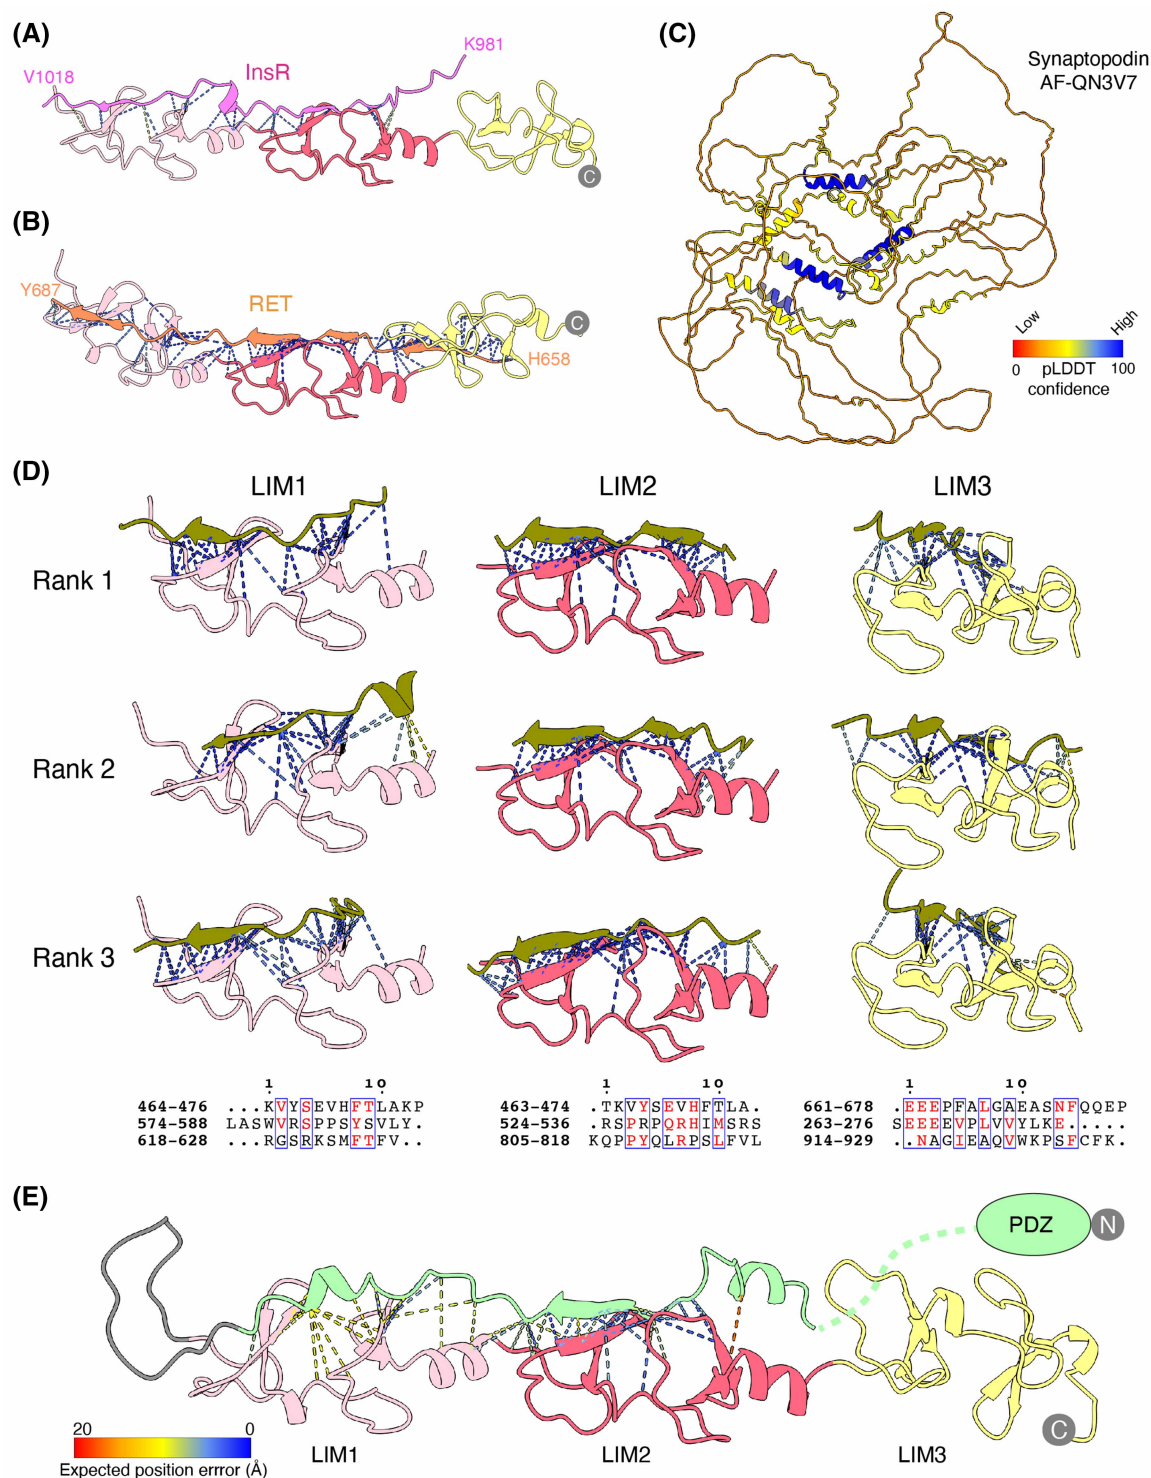 (A)
K981
V1018
InsR
C
(B)
Y687
RET
C
H658
(C)
Synaptopodin
AF-QN3V7
Low
High
0 pLDDT 100
confidence
(D)
LIM1 LIM2 LIM3
Rank 1
Rank 2
Rank 3
1 10 1 10 1 10
464-476 ...KVYSEVHFTLAKP 463-474 .TKVYSEVHFTLA. 661-678 .EEEPFALGAEASNFQQEP
574-588 LASWVRSPPSYSVLY. 524-536 .RSPRPQRHIMSRS 263-276 SEEEEVPLVVYLKE.....
618-628 ...RGSRKSMFTFV.. 805-818 KQPPYQLRPSLFVL 914-929 ..NAGIEAQVWKPSFCFK.
(E)
PDZ
N
C
20 0
Expected position errror (Å)
LIM1 LIM2 LIM3